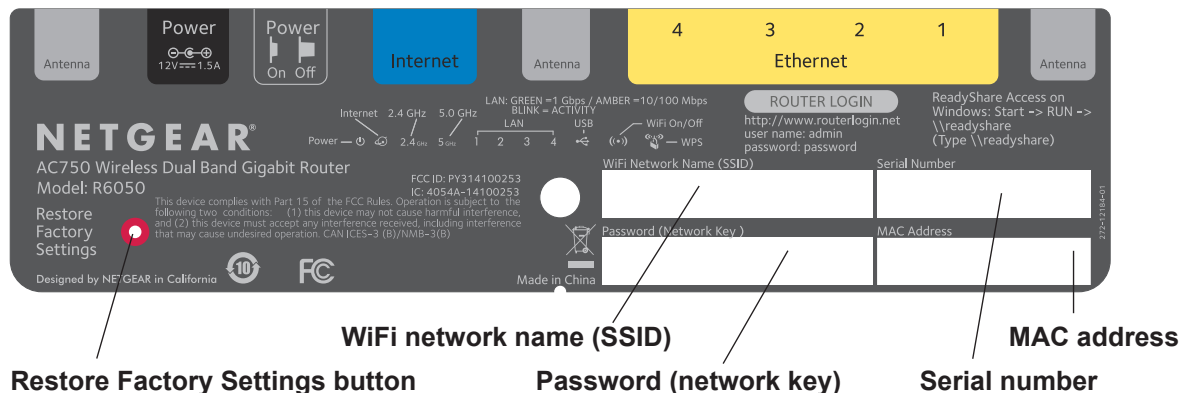 Antenna
Power
12V 1.5A
Power
On Off
Internet
Antenna
4 3 2 1
Ethernet
Antenna
NETGEAR®
AC750 Wireless Dual Band Gigabit Router
Model: R6050
LAN: GREEN =1 Gbps / AMBER =10/100 Mbps
BLINK = ACTIVITY
Internet 2.4 GHz 5.0 GHz LAN USB WiFi On/Off
Power — 2.4 GHz 5 GHz 1 2 3 4 WPS
ROUTER LOGIN
http://www.routerlogin.net
user name: admin
password: password
ReadyShare Access on
Windows: Start -> RUN ->
\\readyshare
(Type \\readyshare)
FCC ID: PY314100253
IC: 4054A-14100253
This device complies with Part 15 of the FCC Rules. Operation is subject to the
following two conditions: (1) this device may not cause harmful interference,
and (2) this device must accept any interference received, including interference
that may cause undesired operation. CAN ICES-3 (B)/NMB-3(B)
Restore
Factory
Settings
Designed by NETGEAR in California
10
FC
Made in China
WiFi Network Name (SSID)
Serial Number
Password (Network Key )
MAC Address
272-12164-01
WiFi network name (SSID)
MAC address
Restore Factory Settings button
Password (network key)
Serial number